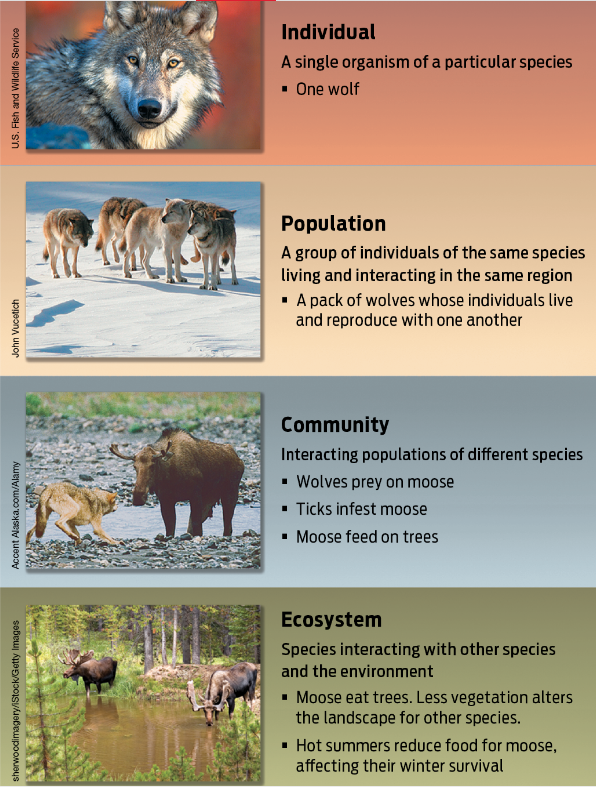 U.S. Fish and Wildlife Service
Individual
A single organism of a particular species
▪ One wolf
John Vucetich
Population
A group of individuals of the same species
living and interacting in the same region
▪ A pack of wolves whose individuals live
and reproduce with one another
Accent Alaska.com/Alamy
Community
Interacting populations of different species
▪ Wolves prey on moose
▪ Ticks infest moose
▪ Moose feed on trees
sherwoodimagery/iStock/Getty Images
Ecosystem
Species interacting with other species
and the environment
▪ Moose eat trees. Less vegetation alters
the landscape for other species.
▪ Hot summers reduce food for moose,
affecting their winter survival